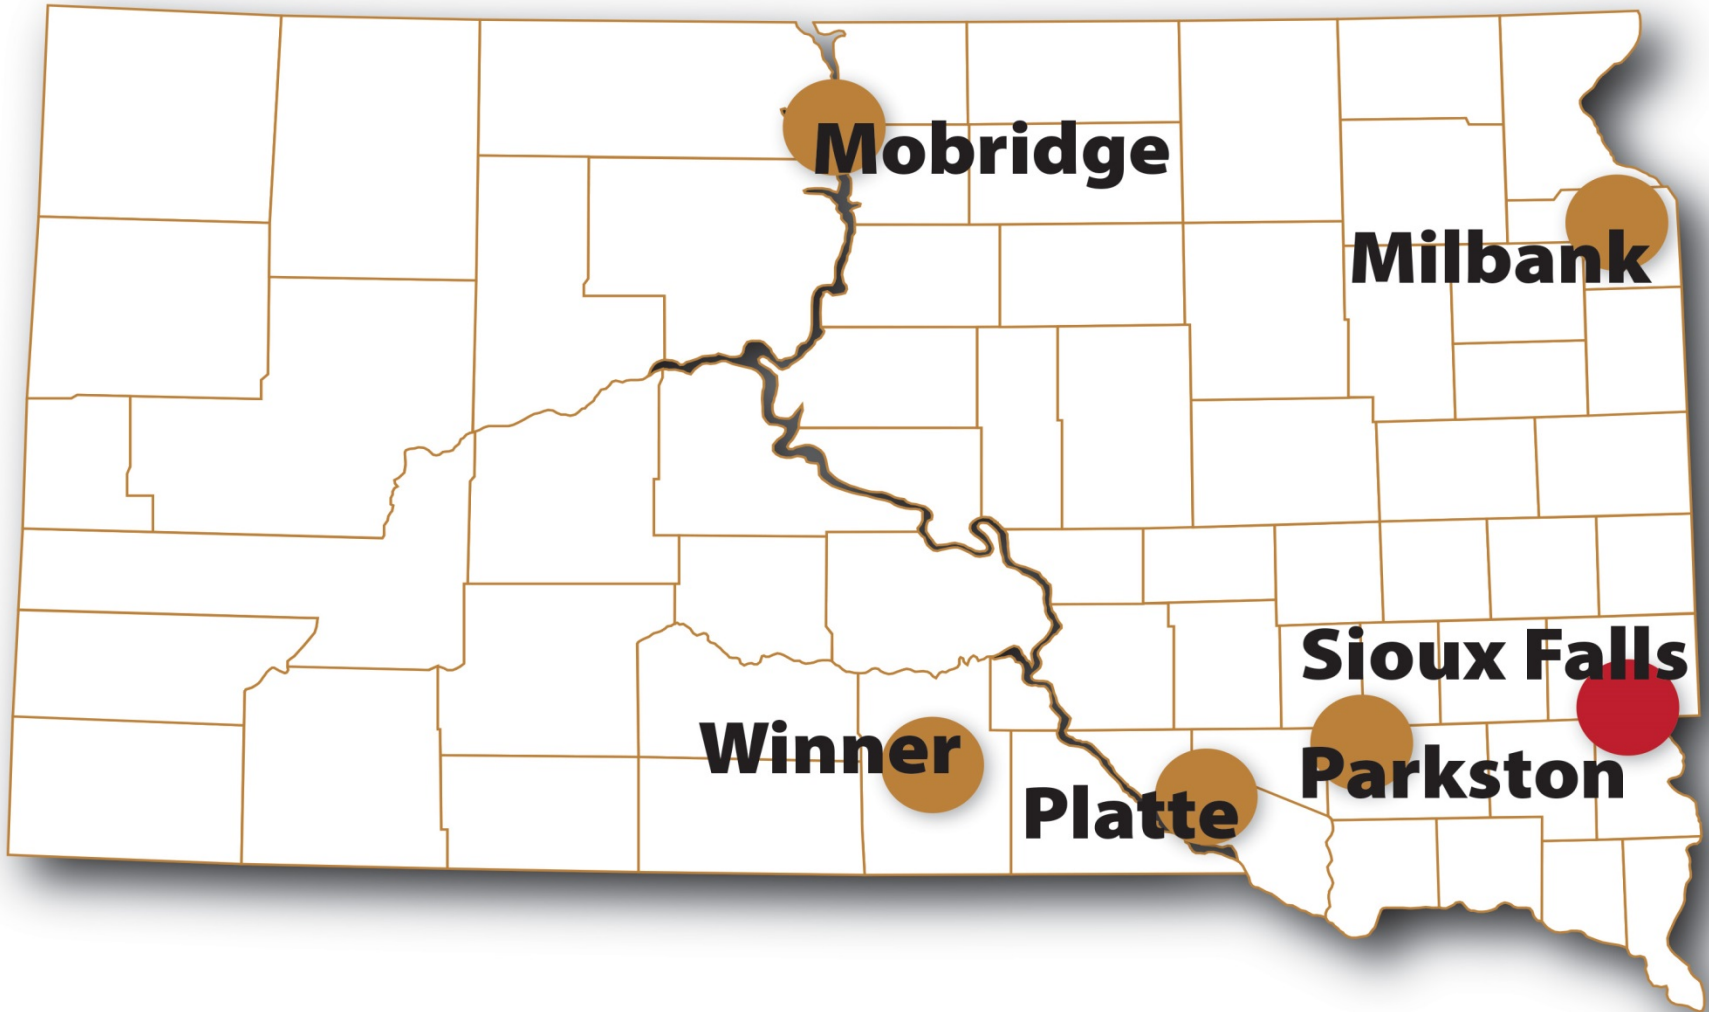 Mobridge
Milbank
Sioux Falls
Winner
Parkston
Platte